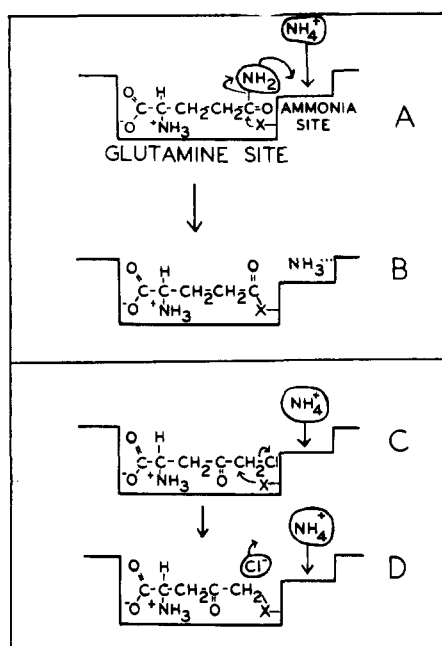 NH₄⁺
NH₂
O H
C–C–CH₂CH₂C=O AMMONIA
⁻O ⁺NH₃ X– SITE
A
GLUTAMINE SITE
O H O NH₃
C–C–CH₂CH₂C B
⁻O ⁺NH₃ X–
NH₄⁺
C
O H
C–C–CH₂–C–CH₂Cl
⁻O ⁺NH₃ O X–
NH₄⁺
O H Cl⁻ D
C–C–CH₂–C–CH₂
⁻O ⁺NH₃ O X–